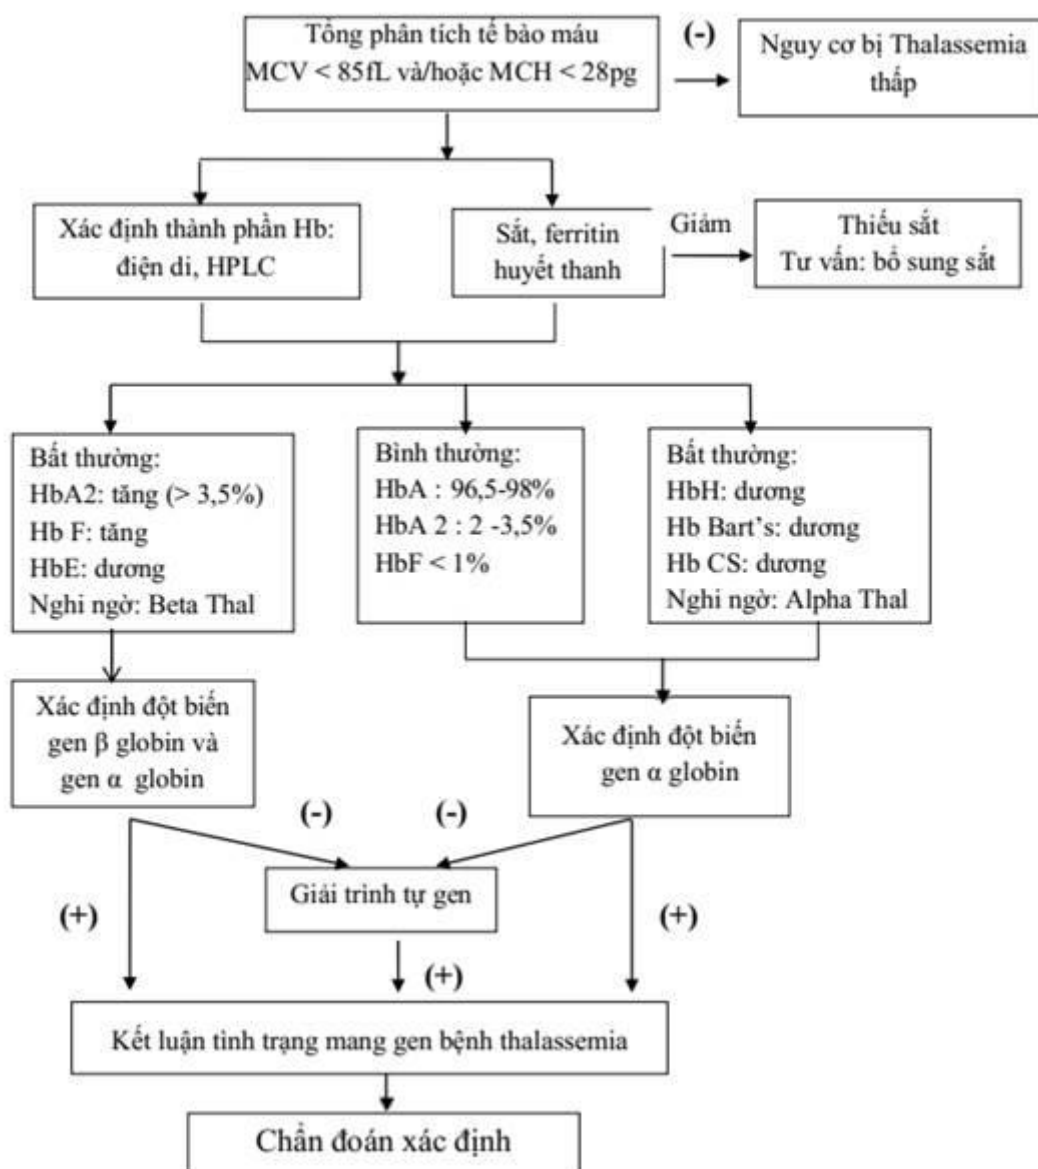 Tổng phân tích tế bào máu
MCV < 85fL và/hoặc MCH < 28pg
(-)
Nguy cơ bị Thalassemia
thấp
Xác định thành phần Hb:
điện di, HPLC
Sắt, ferritin
huyết thanh
Giảm
Thiếu sắt
Tư vấn: bổ sung sắt
Bất thường:
HbA2: tăng (> 3,5%)
Hb F: tăng
HbE: dương
Nghi ngờ: Beta Thal
Bình thường:
HbA : 96,5-98%
HbA 2 : 2 -3,5%
HbF < 1%
Bất thường:
HbH: dương
Hb Bart’s: dương
Hb CS: dương
Nghi ngờ: Alpha Thal
Xác định đột biến
gen β globin và
gen α globin
Xác định đột biến
gen α globin
(-)
(-)
Giải trình tự gen
(+)
(+)
(+)
Kết luận tình trạng mang gen bệnh thalassemia
Chẩn đoán xác định